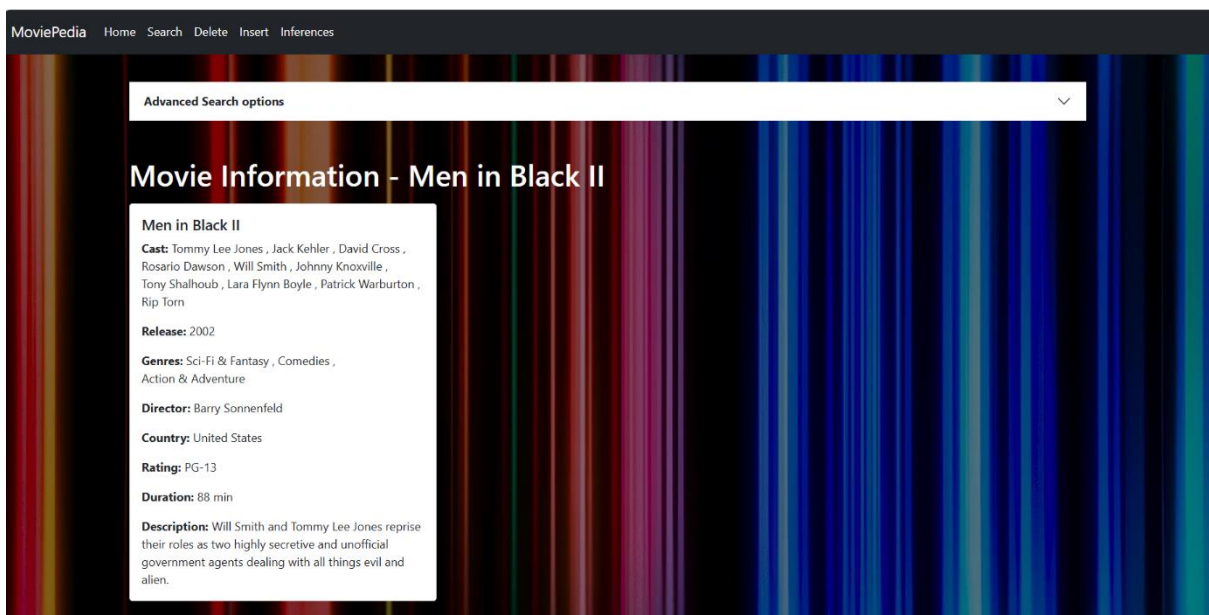 MoviePedia Home Search Delete Insert Inferences
Advanced Search options
Movie Information - Men in Black II
Men in Black II
Cast: Tommy Lee Jones , Jack Kehler , David Cross ,
Rosario Dawson , Will Smith , Johnny Knoxville ,
Tony Shalhoub , Lara Flynn Boyle , Patrick Warburton ,
Rip Torn
Release: 2002
Genres: Sci-Fi & Fantasy , Comedies ,
Action & Adventure
Director: Barry Sonnenfeld
Country: United States
Rating: PG-13
Duration: 88 min
Description: Will Smith and Tommy Lee Jones reprise
their roles as two highly secretive and unofficial
government agents dealing with all things evil and
alien.